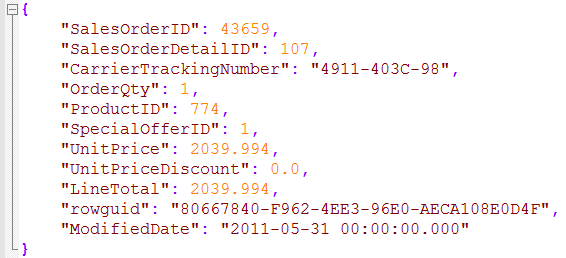 {
"SalesOrderID": 43659,
"SalesOrderDetailID": 107,
"CarrierTrackingNumber": "4911-403C-98",
"OrderQty": 1,
"ProductID": 774,
"SpecialOfferID": 1,
"UnitPrice": 2039.994,
"UnitPriceDiscount": 0.0,
"LineTotal": 2039.994,
"rowguid": "80667840-F962-4EE3-96E0-AECA108E0D4F",
"ModifiedDate": "2011-05-31 00:00:00.000"
}